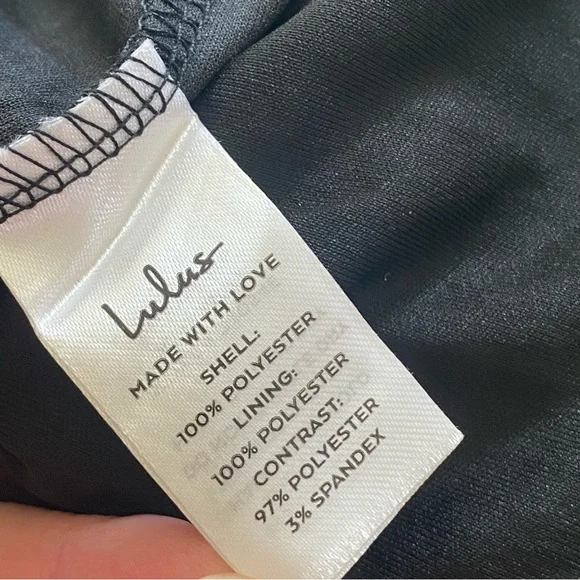 Lulus
MADE WITH LOVE
SHELL:
100% POLYESTER
LINING:
100% POLYESTER
CONTRAST:
97% POLYESTER
3% SPANDEX